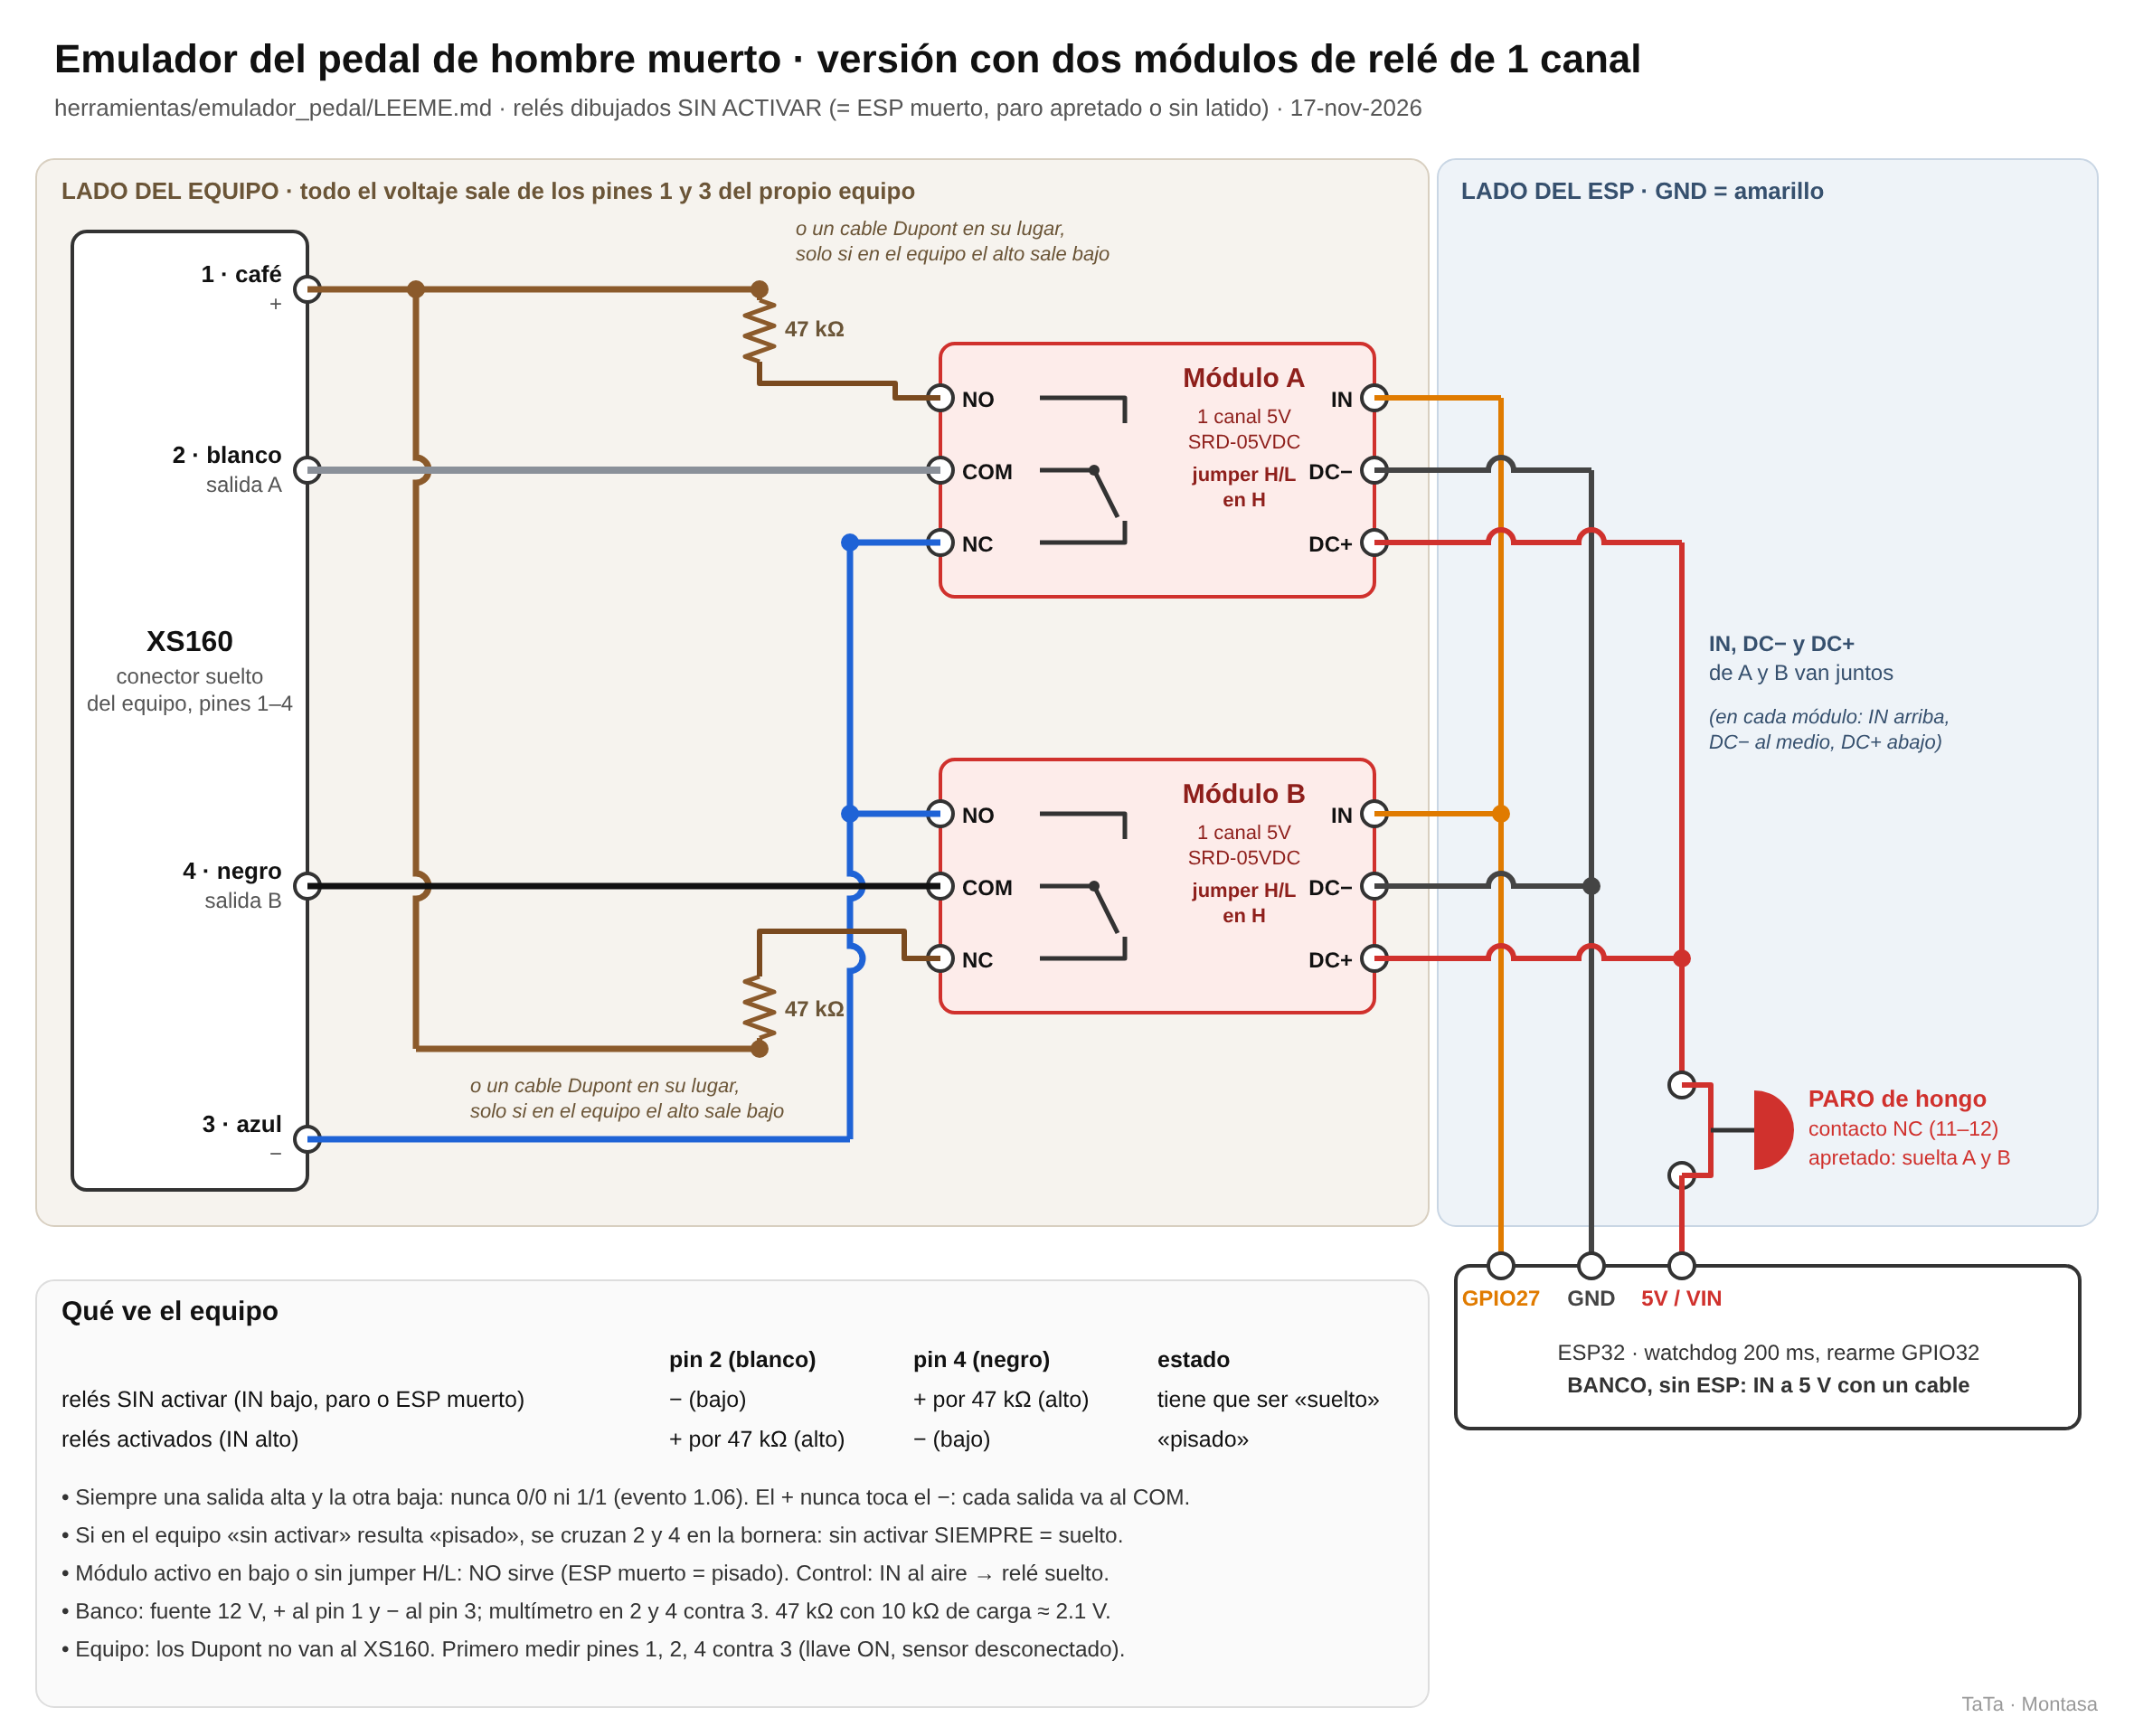 Emulador del pedal de hombre muerto · versión con dos módulos de relé de 1 canal
herramientas/emulador_pedal/LEEME.md · relés dibujados SIN ACTIVAR (= ESP muerto, paro apretado o sin latido) · 17-nov-2026
LADO DEL EQUIPO · todo el voltaje sale de los pines 1 y 3 del propio equipo
LADO DEL ESP · GND = amarillo
o un cable Dupont en su lugar,
solo si en el equipo el alto sale bajo
1 · café
+
47 kΩ
2 · blanco
salida A
XS160
conector suelto
del equipo, pines 1–4
4 · negro
salida B
3 · azul
−
47 kΩ
o un cable Dupont en su lugar,
solo si en el equipo el alto sale bajo
Módulo A
1 canal 5V
SRD-05VDC
jumper H/L
en H
NO
COM
NC
IN
DC−
DC+
Módulo B
1 canal 5V
SRD-05VDC
jumper H/L
en H
NO
COM
NC
IN
DC−
DC+
IN, DC− y DC+
de A y B van juntos
(en cada módulo: IN arriba,
DC− al medio, DC+ abajo)
PARO de hongo
contacto NC (11–12)
apretado: suelta A y B
GPIO27 GND 5V / VIN
ESP32 · watchdog 200 ms, rearme GPIO32
BANCO, sin ESP: IN a 5 V con un cable
Qué ve el equipo
pin 2 (blanco) pin 4 (negro) estado
relés SIN activar (IN bajo, paro o ESP muerto) − (bajo) + por 47 kΩ (alto) tiene que ser «suelto»
relés activados (IN alto) + por 47 kΩ (alto) − (bajo) «pisado»
• Siempre una salida alta y la otra baja: nunca 0/0 ni 1/1 (evento 1.06). El + nunca toca el −: cada salida va al COM.
• Si en el equipo «sin activar» resulta «pisado», se cruzan 2 y 4 en la bornera: sin activar SIEMPRE = suelto.
• Módulo activo en bajo o sin jumper H/L: NO sirve (ESP muerto = pisado). Control: IN al aire → relé suelto.
• Banco: fuente 12 V, + al pin 1 y − al pin 3; multímetro en 2 y 4 contra 3. 47 kΩ con 10 kΩ de carga ≈ 2.1 V.
• Equipo: los Dupont no van al XS160. Primero medir pines 1, 2, 4 contra 3 (llave ON, sensor desconectado).
TaTa · Montasa